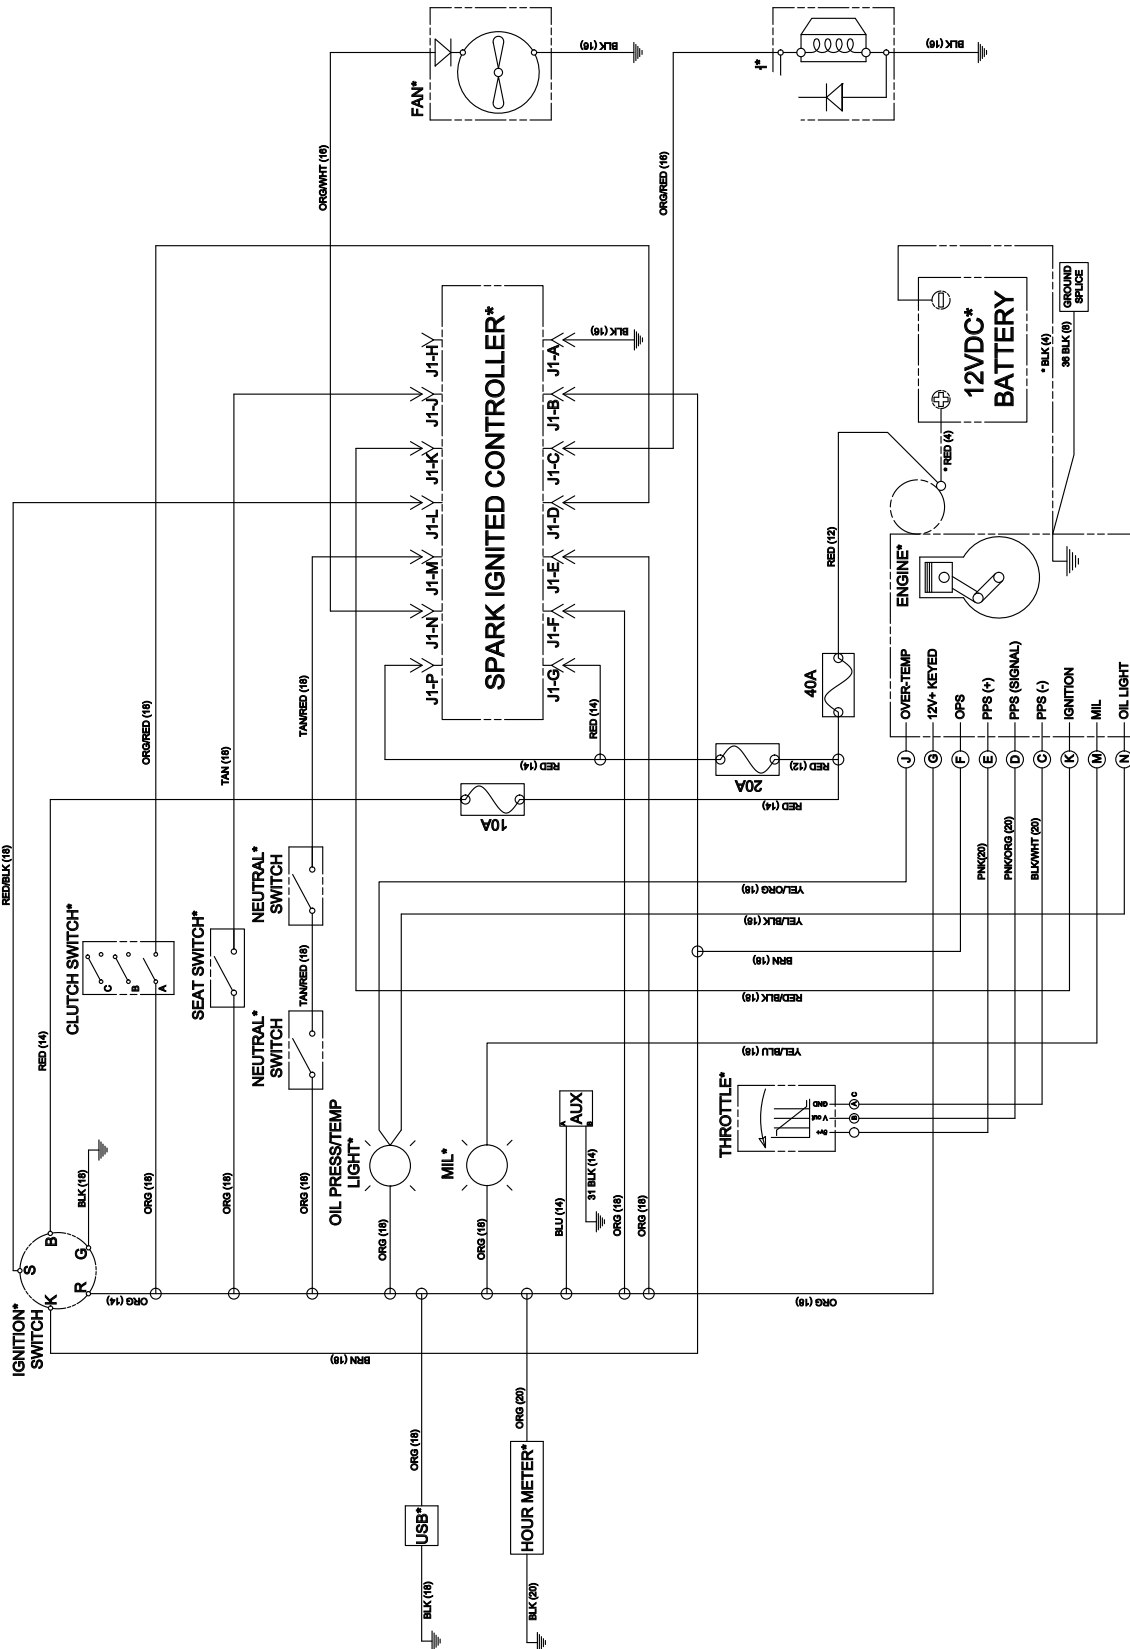 BLK (16)
FAN*
BLK (16)
I*
ORG/WHT (16)
ORG/RED (16)
SPARK IGNITED CONTROLLER*
J1-H
J1-J
J1-K
J1-L
J1-M
J1-N
J1-P
J1-A
J1-B
J1-C
J1-D
J1-E
J1-F
J1-G
BLK (16)
12VDC*
BATTERY
* BLK (4)
36 BLK (8)
GROUND
SPLICE
* RED (4)
RED (12)
ENGINE*
40A
20A
10A
RED (14)
RED (14)
RED (12)
RED (14)
OVER-TEMP
12V+ KEYED
OPS
PPS (+)
PPS (SIGNAL)
PPS (-)
IGNITION
MIL
OIL LIGHT
J
G
F
E
D
C
K
M
N
PNK(20)
PNK/ORG (20)
BLK/WHT (20)
ORG/RED (18)
TAN (18)
TAN/RED (18)
RED/BLK (18)
CLUTCH SWITCH*
C
B
A
SEAT SWITCH*
NEUTRAL*
SWITCH
TAN/RED (18)
NEUTRAL*
SWITCH
YEL/ORG (18)
YEL/BLK (18)
BRN (18)
RED/BLK (18)
YEL/BLU (18)
THROTTLE*
GND
V out
5V+
A
C
B
RED (14)
BLK (18)
ORG (18)
ORG (18)
ORG (18)
OIL PRESS/TEMP
LIGHT*
ORG (18)
MIL*
ORG (18)
AUX
A
B
BLU (14)
31 BLK (14)
ORG (18)
ORG (18)
IGNITION*
SWITCH
S
B
G
R
K
ORG (14)
ORG (18)
BRN (18)
ORG (18)
USB*
BLK (18)
ORG (20)
HOUR METER*
BLK (20)